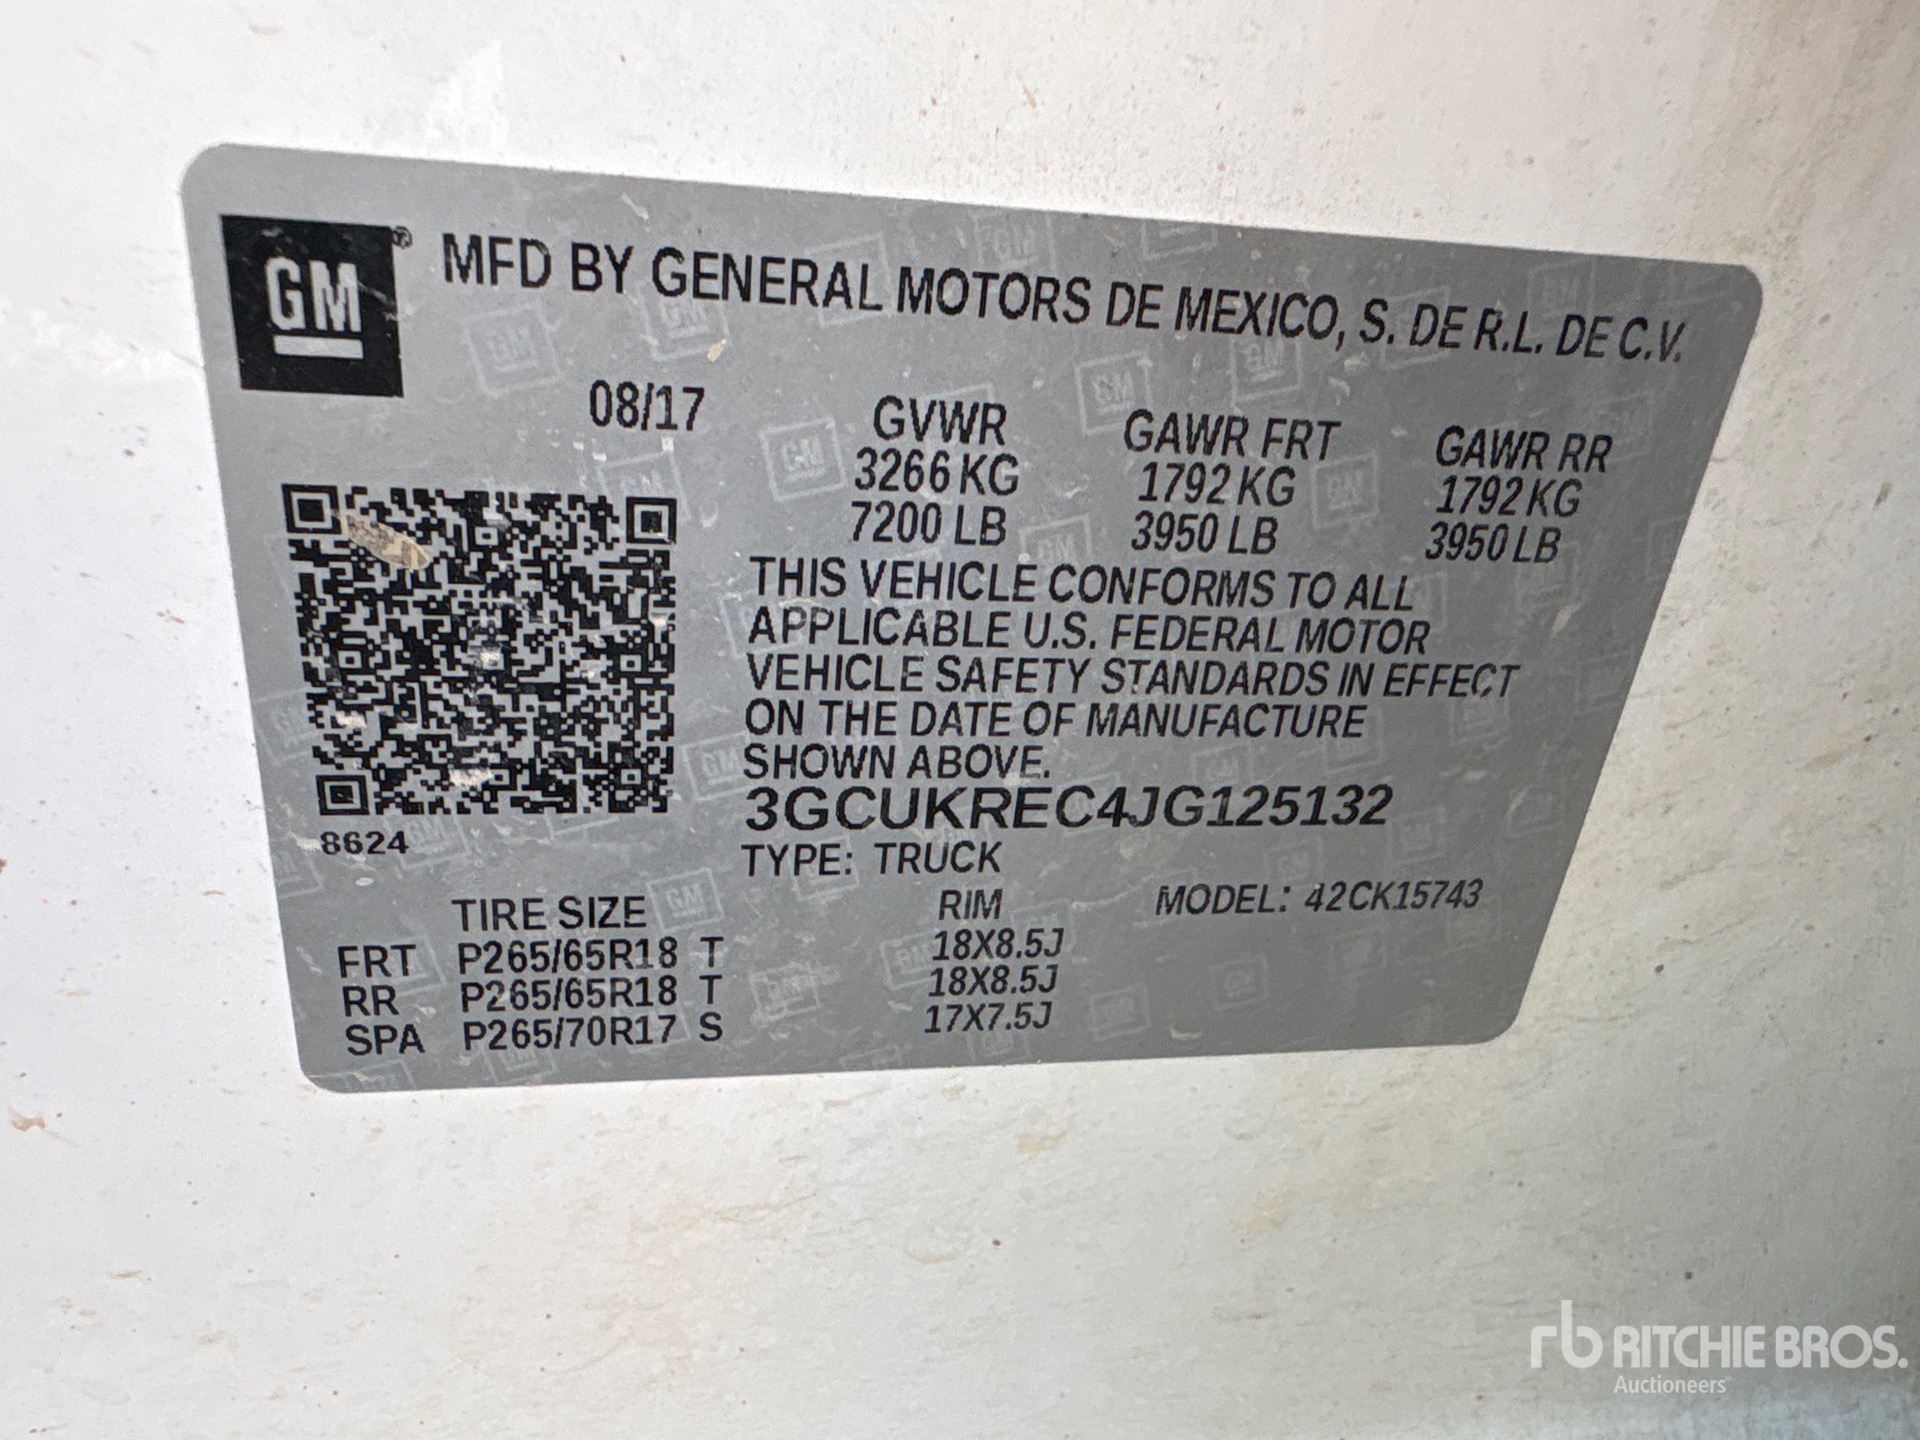 GM® MFD BY GENERAL MOTORS DE MEXICO, S. DE R.L. DE C.V.
08/17 GVWR GAWR FRT GAWR RR
3266 KG 1792 KG 1792 KG
7200 LB 3950 LB 3950 LB
THIS VEHICLE CONFORMS TO ALL
APPLICABLE U.S. FEDERAL MOTOR
VEHICLE SAFETY STANDARDS IN EFFECT
ON THE DATE OF MANUFACTURE
SHOWN ABOVE.
3GCUKREC4JG125132
8624
TYPE: TRUCK
TIRE SIZE RIM MODEL: 42CK15743
FRT P265/65R18 T 18X8.5J
RR P265/65R18 T 18X8.5J
SPA P265/70R17 S 17X7.5J
rb RITCHIE BROS.
Auctioneers